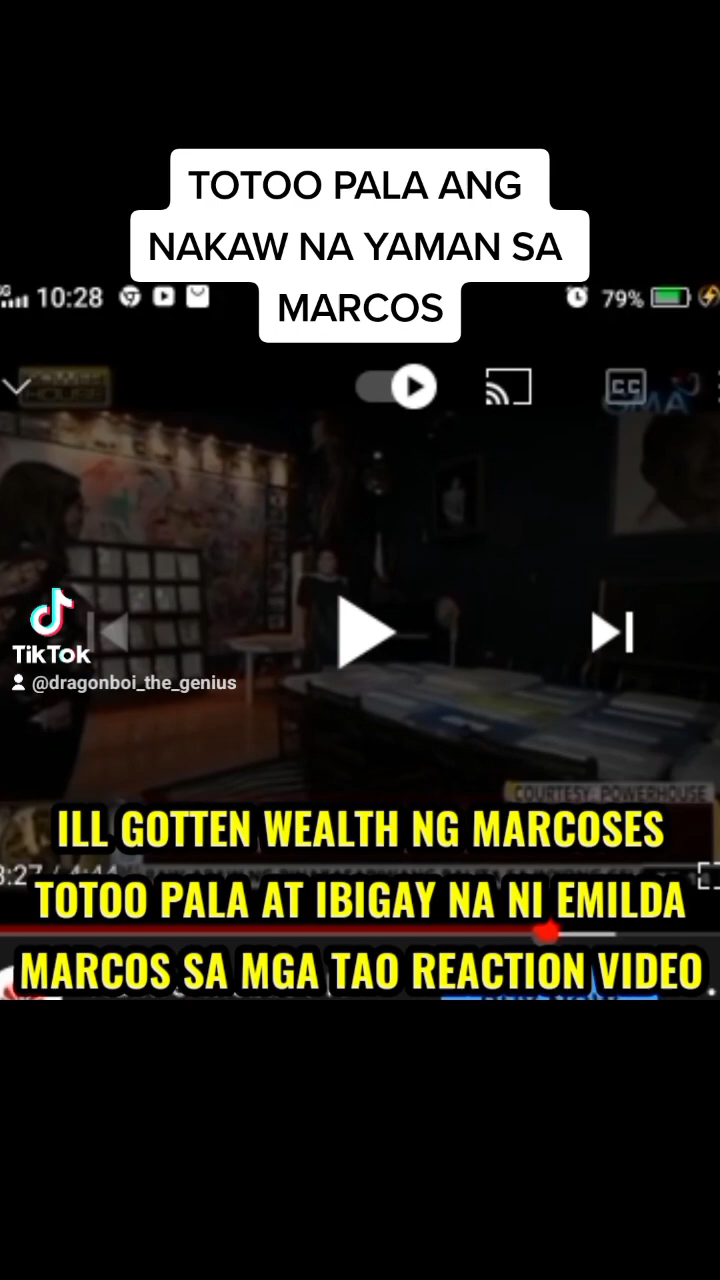 TOTOO PALA ANG
NAKAW NA YAMAN SA
MARCOS
10:28
79%
CC
GMA
TikTok
@dragonboi_the_genius
COURTESY: POWERHOUSE
ILL GOTTEN WEALTH NG MARCOSES
TOTOO PALA AT IBIGAY NA NI EMILDA
MARCOS SA MGA TAO REACTION VIDEO